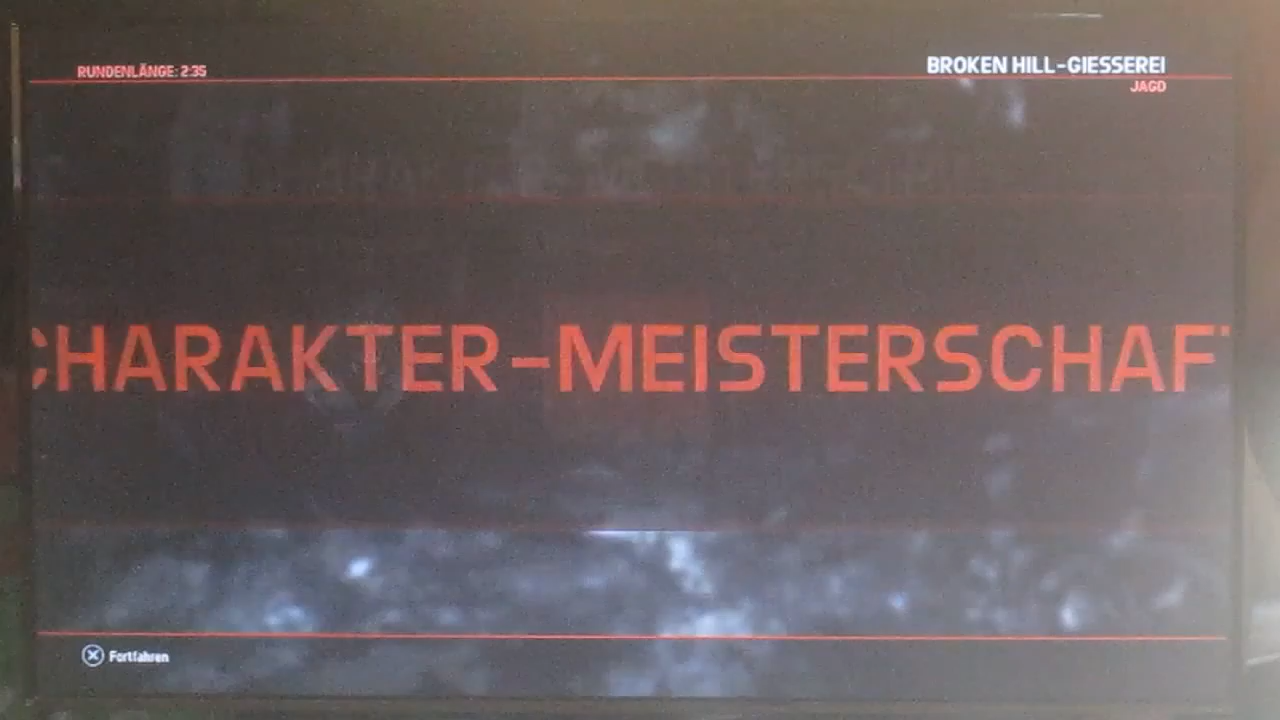 RUNDENLÄNGE: 2:35
BROKEN HILL-GIESSEREI
JAGD
CHARAKTER-MEISTERSCHAFT
Fortfahren